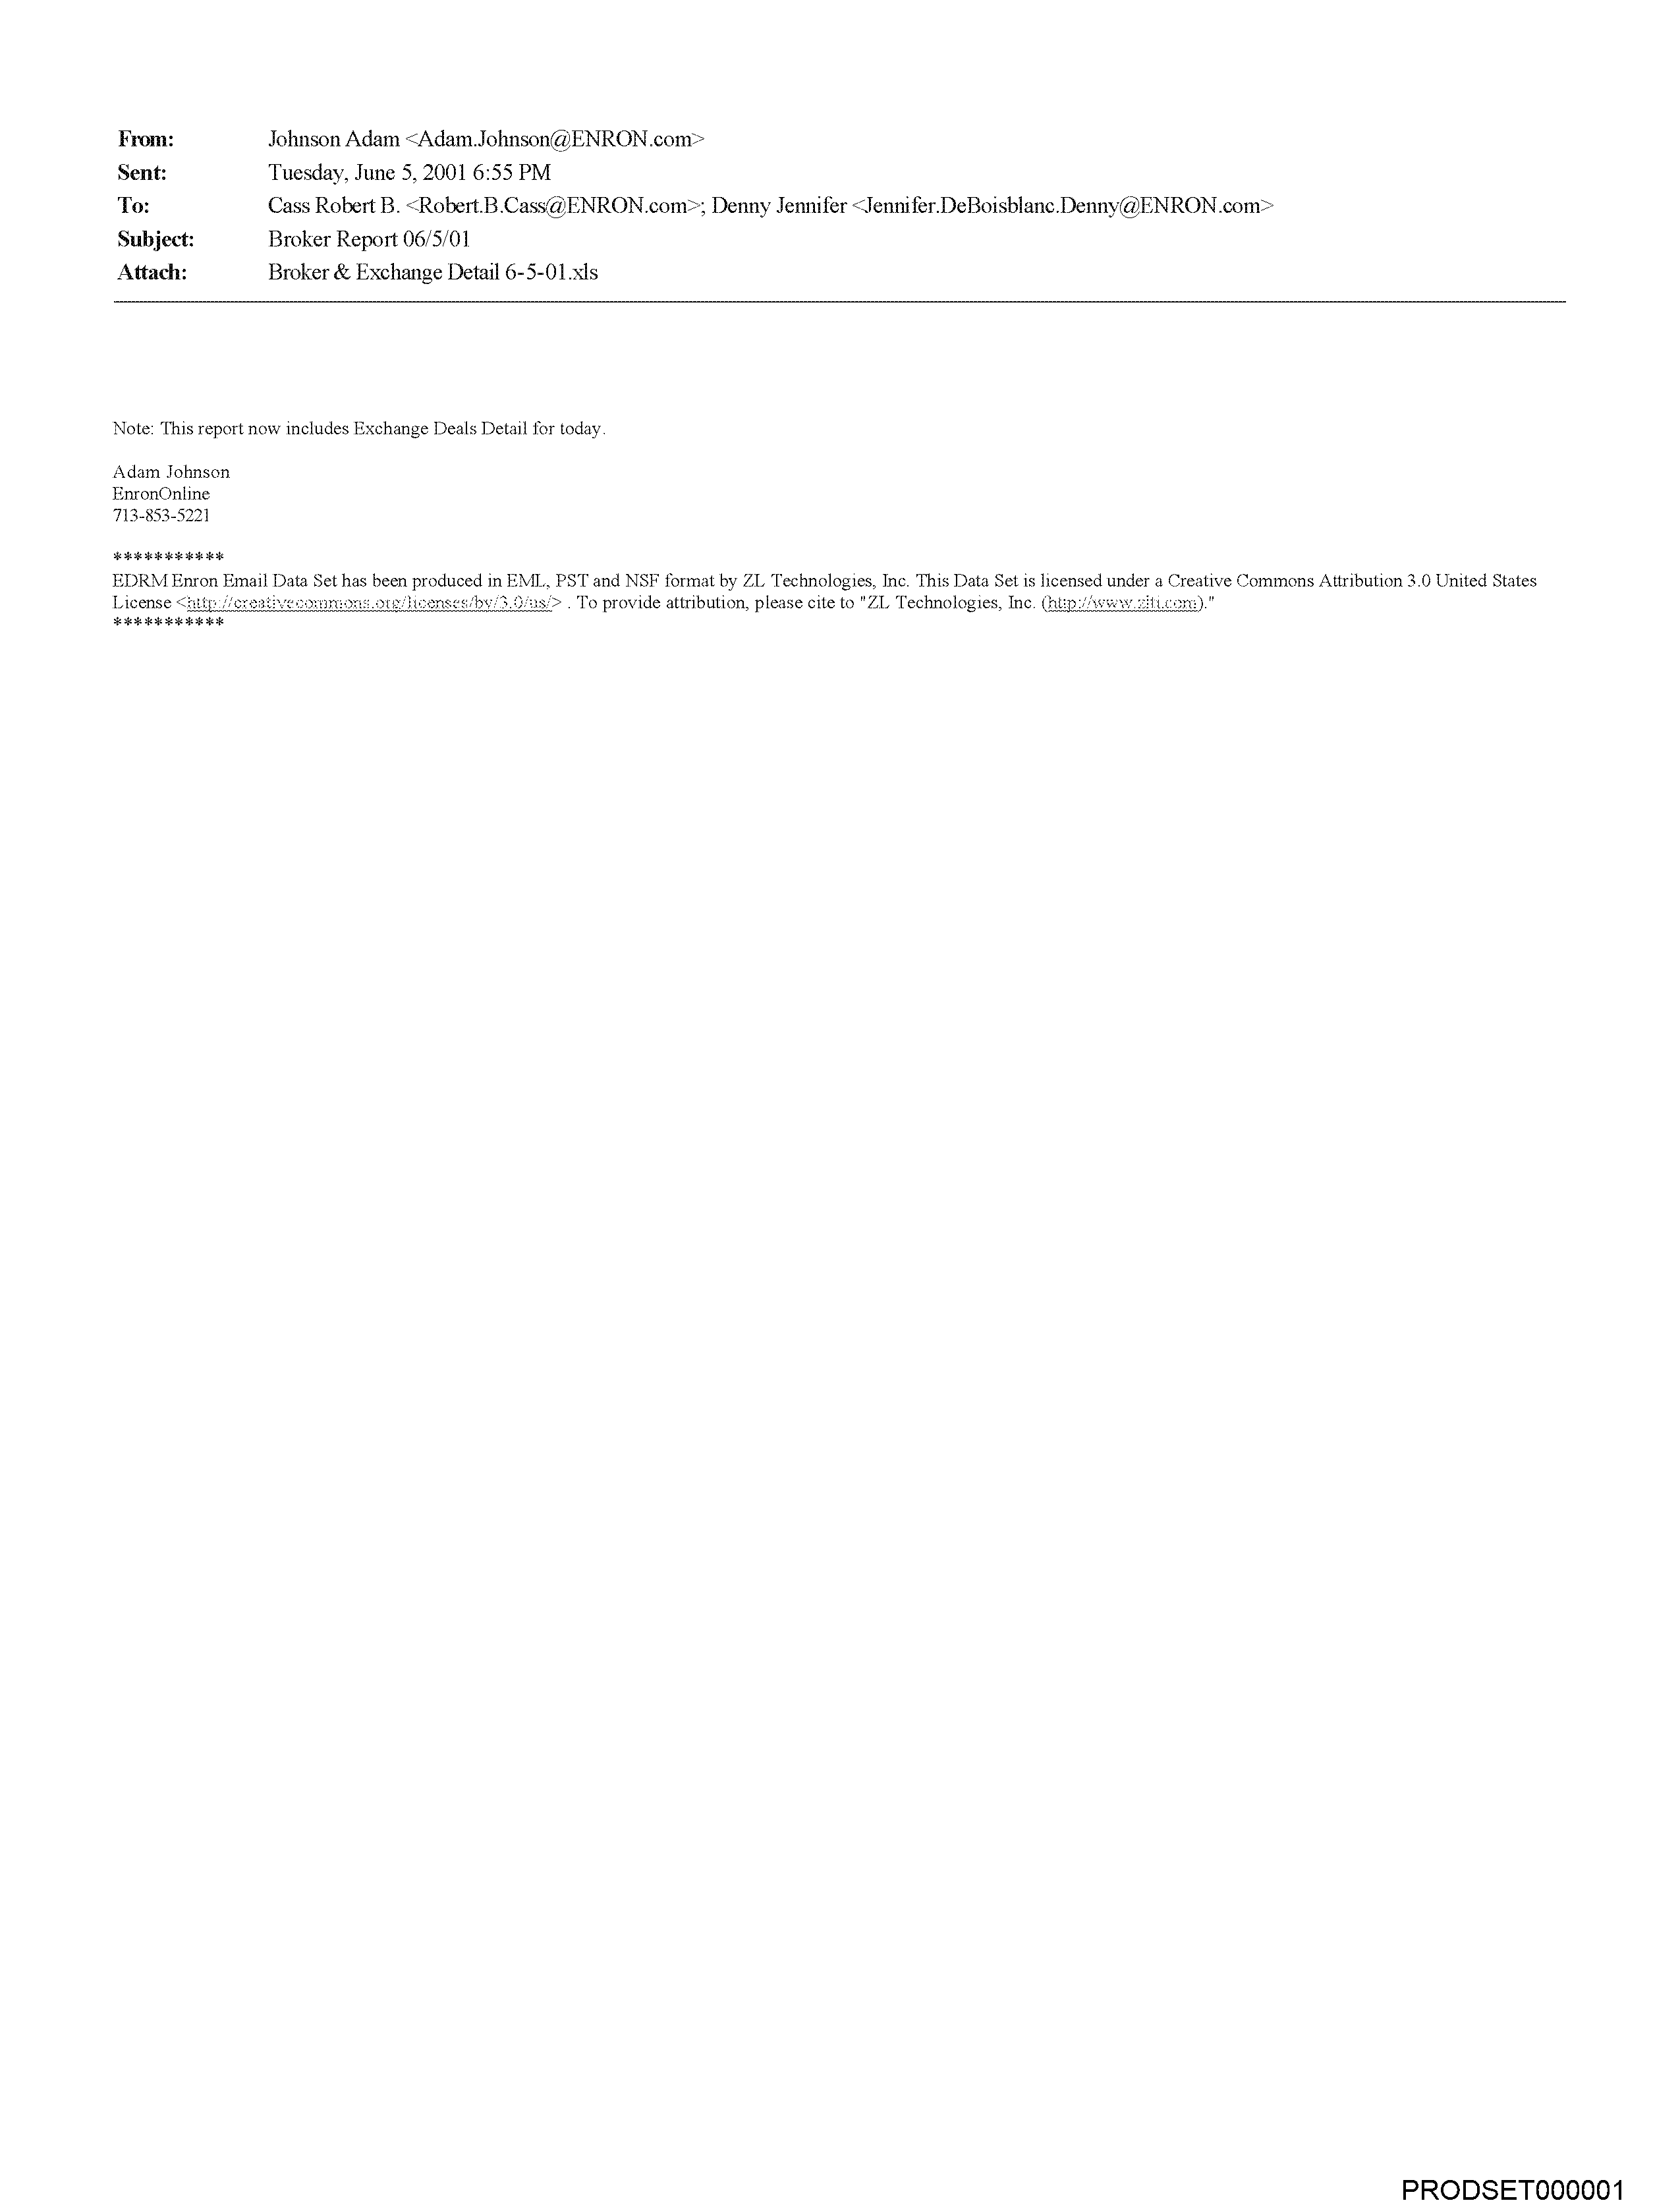 From: Johnson Adam <Adam.Johnson@ENRON.com>
Sent: Tuesday, June 5, 2001 6:55 PM
To: Cass Robert B. <Robert.B.Cass@ENRON.com>; Denny Jennifer <Jennifer.DeBoisblanc.Denny@ENRON.com>
Subject: Broker Report 06/5/01
Attach: Broker & Exchange Detail 6-5-01.xls
Note: This report now includes Exchange Deals Detail for today.
Adam Johnson
EnronOnline
713-853-5221
***********
EDRM Enron Email Data Set has been produced in EML, PST and NSF format by ZL Technologies, Inc. This Data Set is licensed under a Creative Commons Attribution 3.0 United States
License <http://creativecommons.org/licenses/by/3.0/us/> . To provide attribution, please cite to "ZL Technologies, Inc. (http://www.zlti.com)."
***********
PRODSET000001